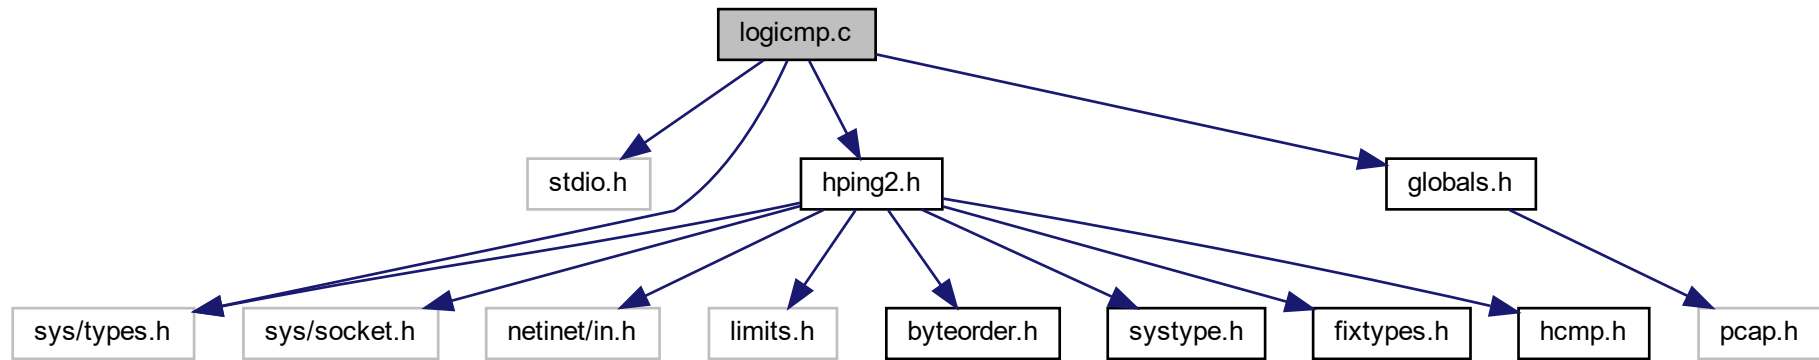 logicmp.c
stdio.h
hping2.h
globals.h
sys/types.h
sys/socket.h
netinet/in.h
limits.h
byteorder.h
systype.h
fixtypes.h
hcmp.h
pcap.h